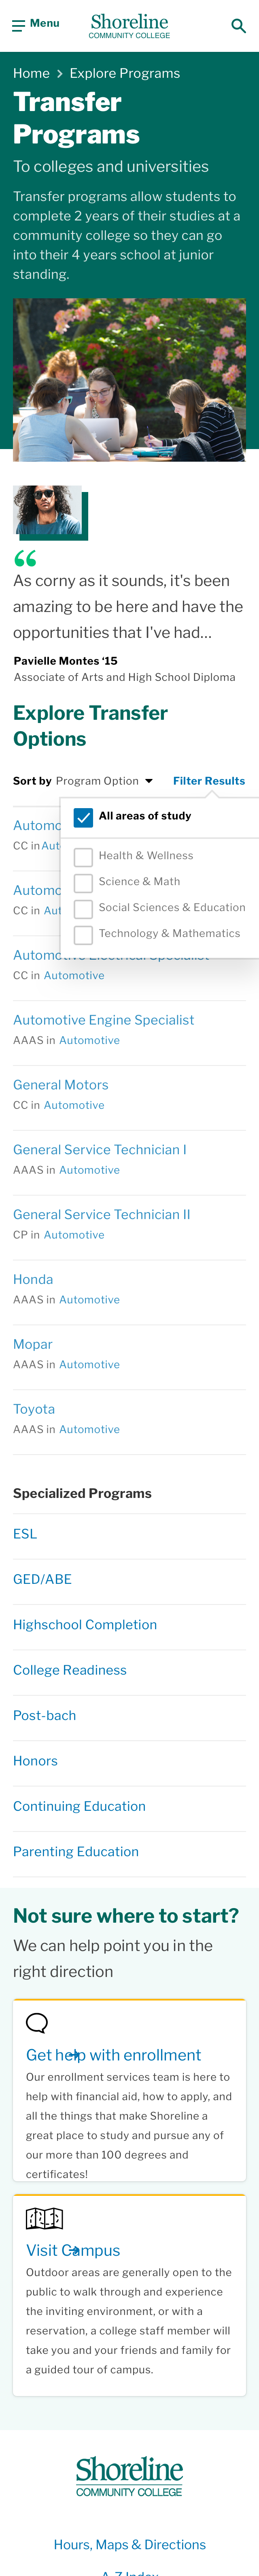 Menu
Shoreline
COMMUNITY COLLEGE
Home > Explore Programs
Transfer
Programs
To colleges and universities
Transfer programs allow students to
complete 2 years of their studies at a
community college so they can go
into their 4 years school at junior
standing.
“
As corny as it sounds, it's been
amazing to be here and have the
opportunities that I've had...
Pavielle Montes ‘15
Associate of Arts and High School Diploma
Explore Transfer
Options
Sort by Program Option
Filter Results
All areas of study
Health & Wellness
Science & Math
Social Sciences & Education
Technology & Mathematics
CC in
CC in
CC in Automotive
Automotive Engine Specialist
AAAS in Automotive
General Motors
CC in Automotive
General Service Technician I
AAAS in Automotive
General Service Technician II
CP in Automotive
Honda
AAAS in Automotive
Mopar
AAAS in Automotive
Toyota
AAAS in Automotive
Specialized Programs
ESL
GED/ABE
Highschool Completion
College Readiness
Post-bach
Honors
Continuing Education
Parenting Education
Not sure where to start?
We can help point you in the
right direction
Get help with enrollment
Our enrollment services team is here to
help with financial aid, how to apply, and
all the things that make Shoreline a
great place to study and pursue any of
our more than 100 degrees and
certificates!
Visit Campus
Outdoor areas are generally open to the
public to walk through and experience
the inviting environment, or with a
reservation, a college staff member will
take you and your friends and family for
a guided tour of campus.
Shoreline
COMMUNITY COLLEGE
Hours, Maps & Directions
A-Z Index